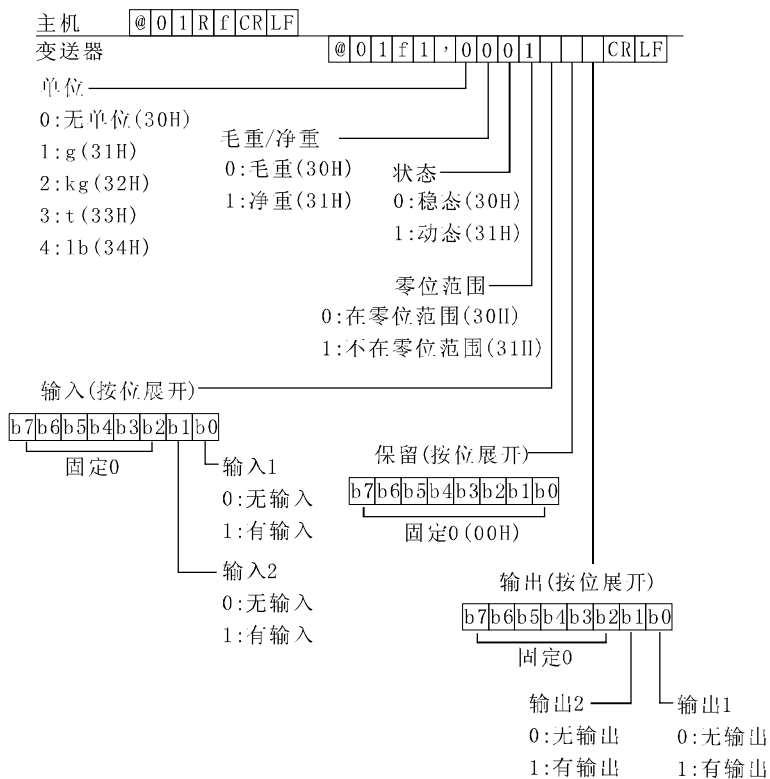 主机 @01RfCRLF
变送器 @01f1,0001 CRLF
单位
0:无单位(30H)
1:g(31H)
2:kg(32H)
3:t(33H)
4:lb(34H)
毛重/净重
0:毛重(30H)
1:净重(31H)
状态
0:稳态(30H)
1:动态(31H)
零位范围
0:在零位范围(30H)
1:不在零位范围(31H)
输入(按位展开)
b7b6b5b4b3b2b1b0
固定0
输入1
0:无输入
1:有输入
输入2
0:无输入
1:有输入
保留(按位展开)
b7b6b5b4b3b2b1b0
固定0(00H)
输出(按位展开)
b7b6b5b4b3b2b1b0
固定0
输出2
0:无输出
1:有输出
输出1
0:无输出
1:有输出